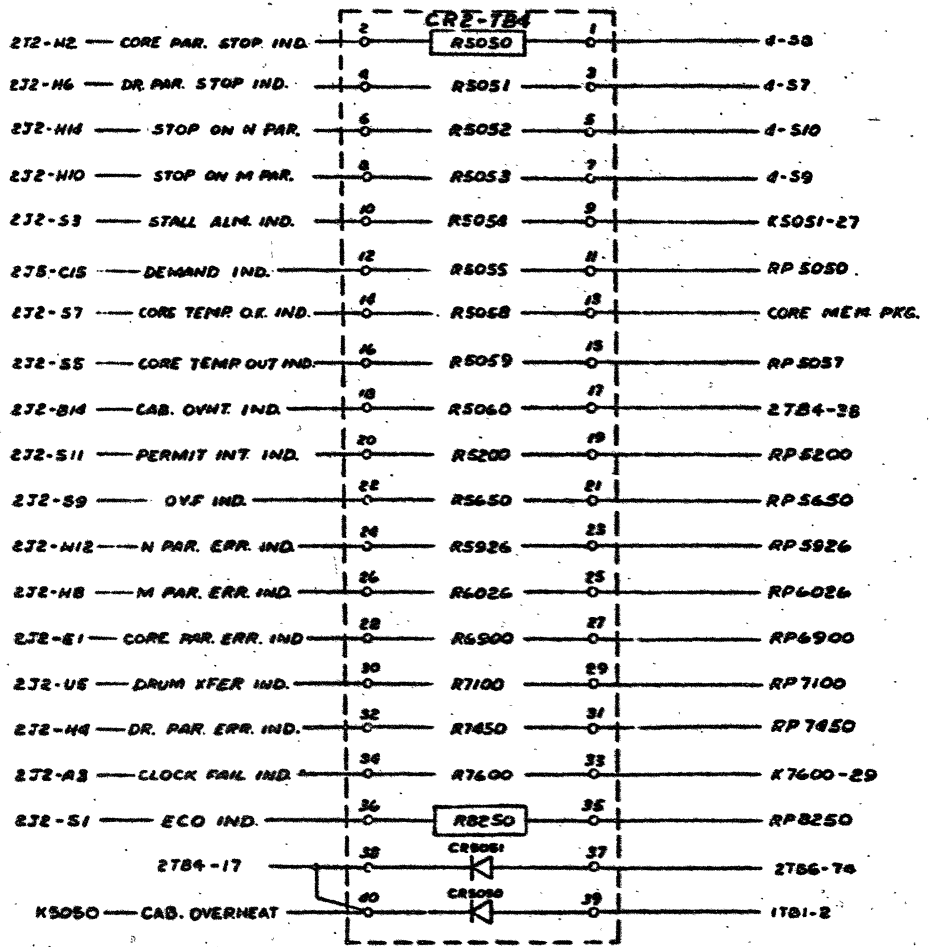 CR2-TB4
2J2-H2 CORE PAR. STOP IND. 2 R5050 1 4-S8
2J2-H6 DR. PAR. STOP IND. 4 R5051 3 4-S7
2J2-H14 STOP ON N PAR. 6 R5052 5 4-S10
2J2-H10 STOP ON M PAR. 8 R5053 7 4-S9
2J2-S3 STALL ALM. IND. 10 R5054 9 K5051-27
2J5-C15 DEMAND IND. 12 R5055 11 RP5050
2J2-S7 CORE TEMP. O.K. IND. 14 R5058 13 CORE MEM. PKG.
2J2-S5 CORE TEMP OUT IND. 16 R5059 15 RP5057
2J2-B14 CAB. OVHT. IND. 18 R5060 17 2TB4-38
2J2-S11 PERMIT INT. IND. 20 R5200 19 RP5200
2J2-S9 OVF IND. 22 R5650 21 RP5650
2J2-H12 N PAR. ERR. IND. 24 R5926 23 RP5926
2J2-H8 M PAR. ERR. IND. 26 R6026 25 RP6026
2J2-E1 CORE PAR. ERR. IND 28 R6900 27 RP6900
2J2-U5 DRUM XFER IND. 30 R7100 29 RP7100
2J2-H4 DR. PAR. ERR. IND. 32 R7450 31 RP7450
2J2-A3 CLOCK FAIL IND. 34 R7600 33 K7600-29
2J2-S1 ECO IND. 36 R8250 35 RP8250
2TB4-17 38 CR5051 37 2TB6-74
K5050 CAB. OVERHEAT 40 CR5050 39 1TB1-2